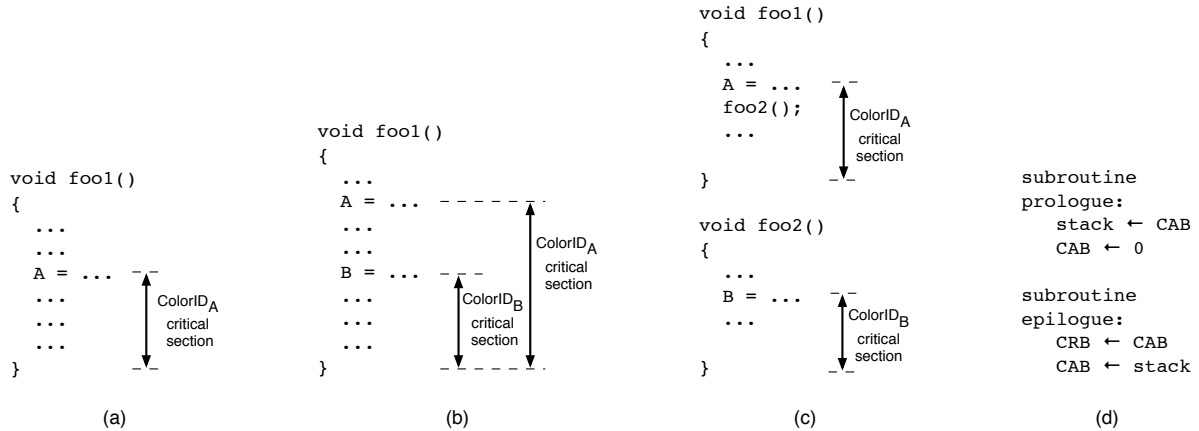 void foo1()
{
...
...
A = ...
...
...
...
}
ColorID_A
critical
section
(a)
void foo1()
{
...
A = ...
...
...
B = ...
...
...
...
}
ColorID_B
critical
section
ColorID_A
critical
section
(b)
void foo1()
{
...
A = ...
foo2();
...
}
ColorID_A
critical
section
void foo2()
{
...
B = ...
...
}
ColorID_B
critical
section
(c)
subroutine
prologue:
stack ← CAB
CAB ← 0
subroutine
epilogue:
CRB ← CAB
CAB ← stack
(d)